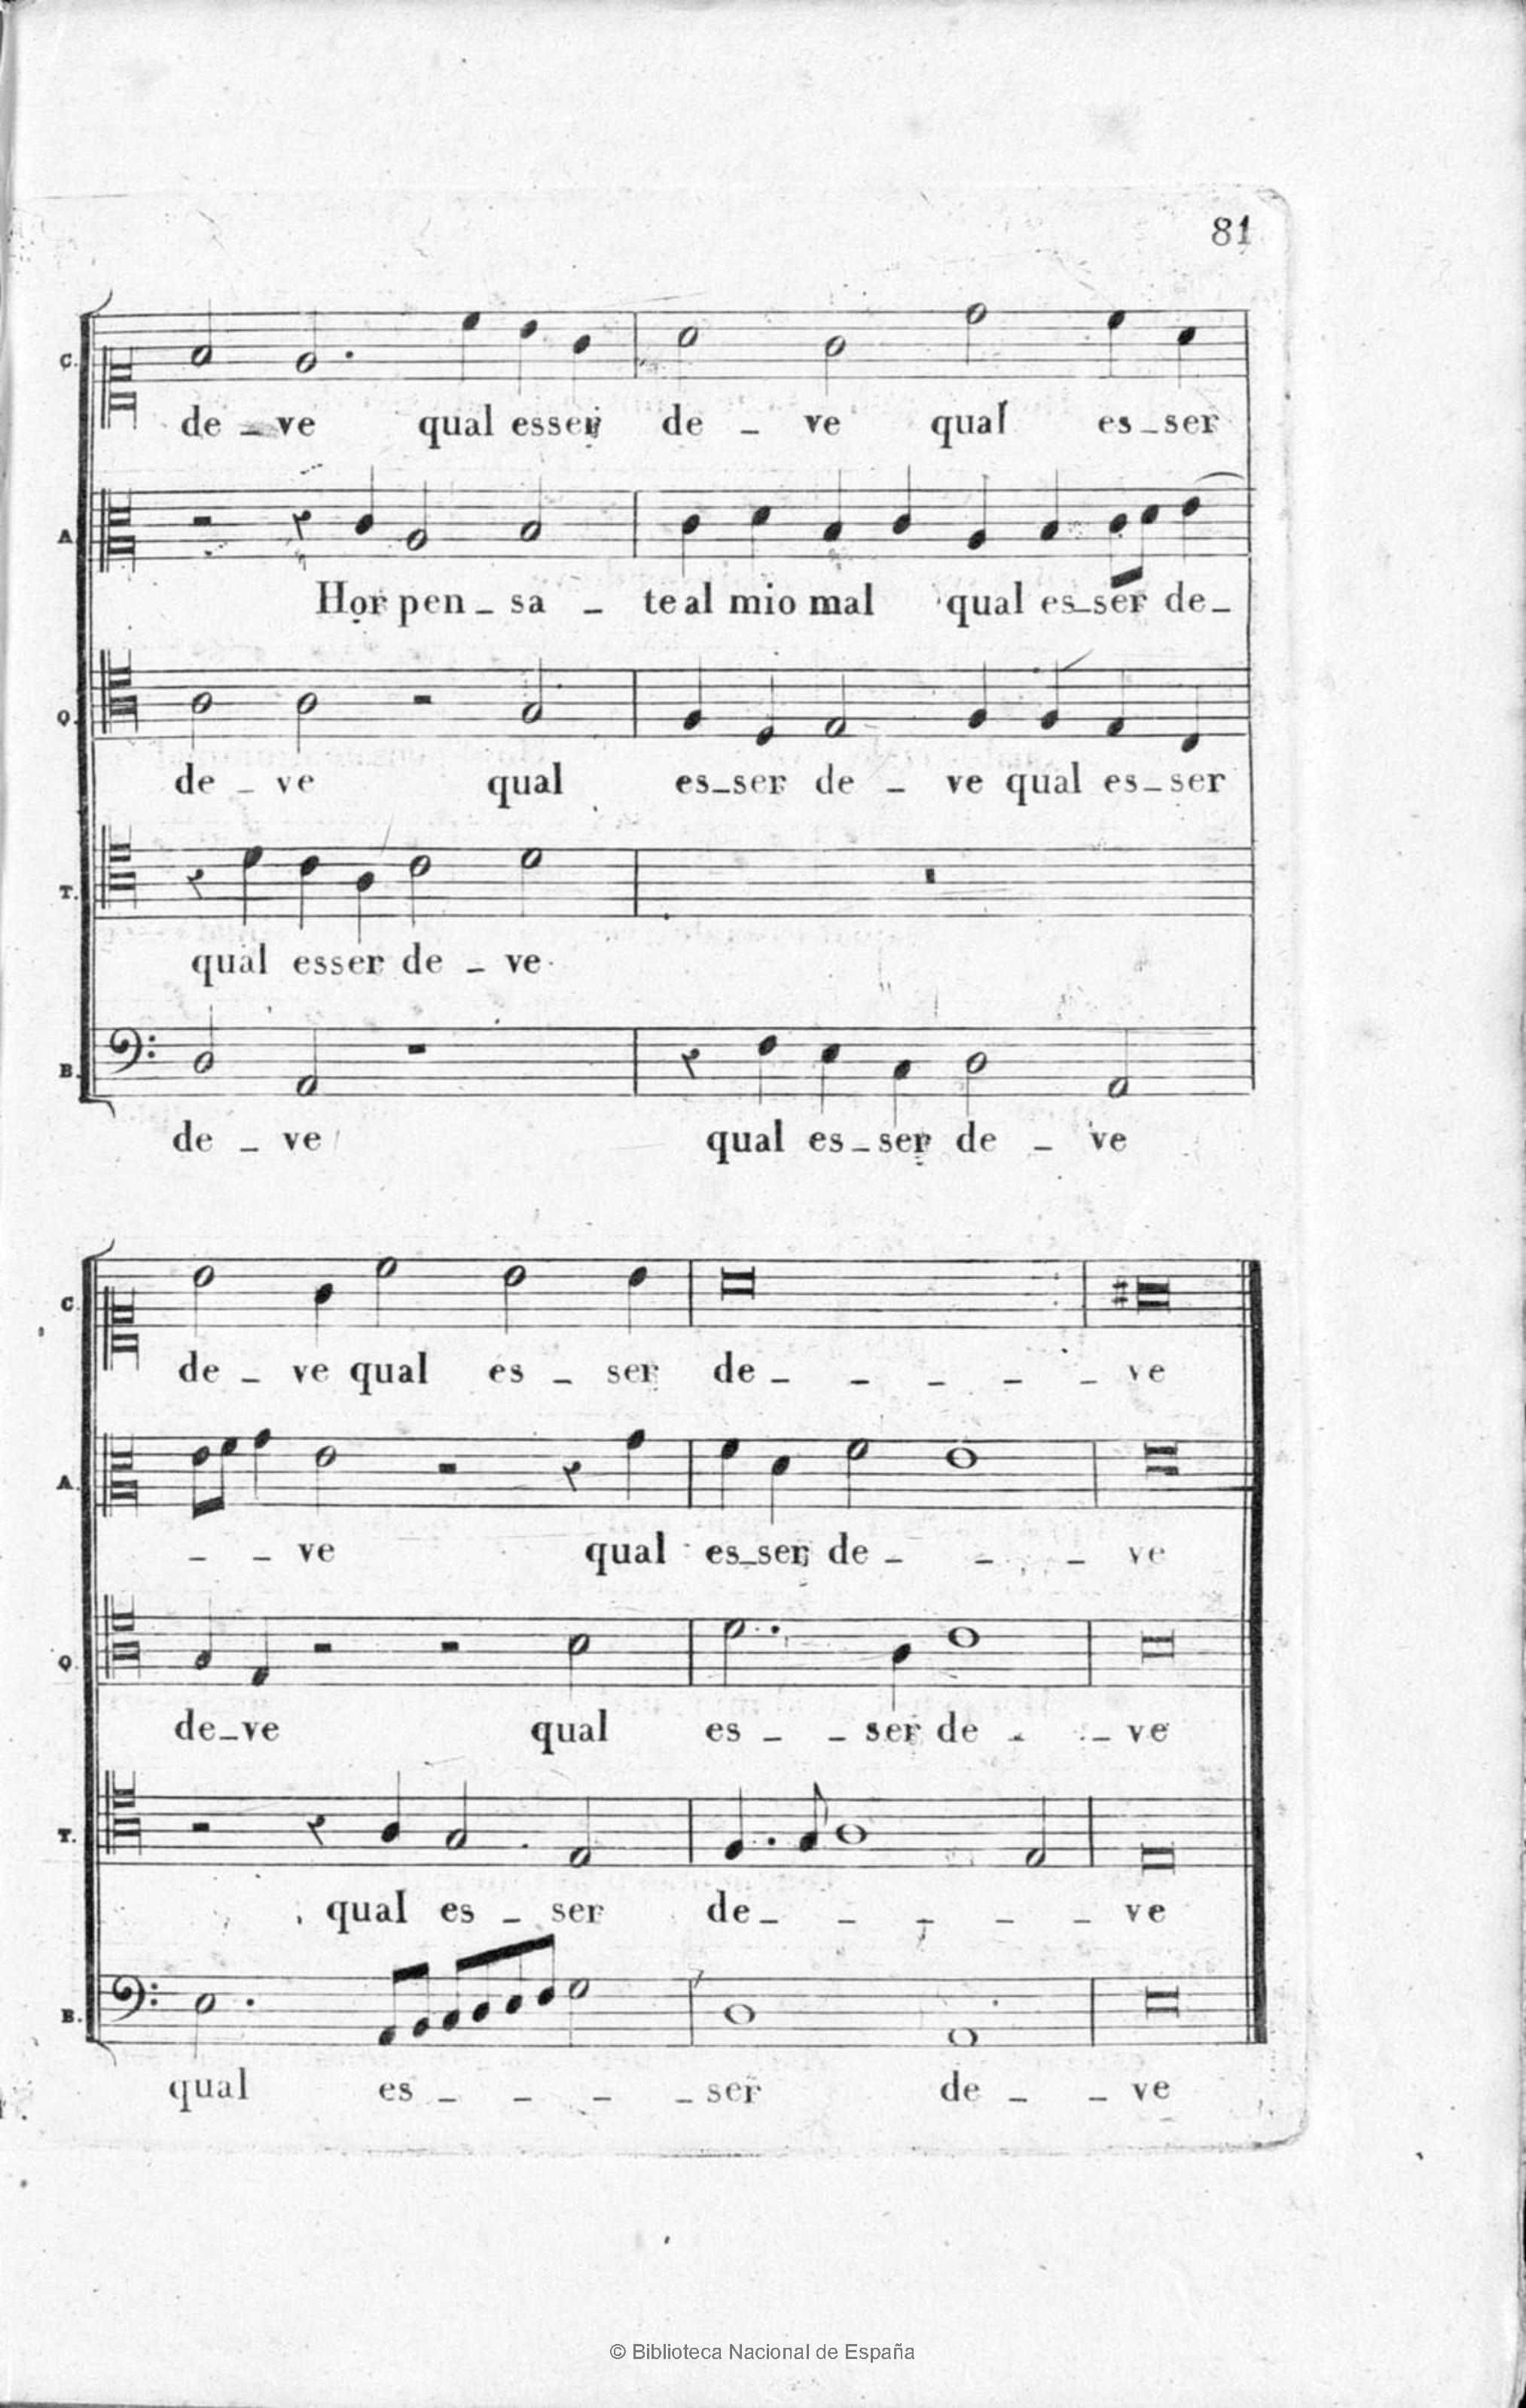 81
C.
de - ve qual esser de - ve qual es - ser
A.
Hor pen - sa - te al mio mal qual es - ser de -
Q.
de - ve qual es - ser de - ve qual es - ser
T.
qual esser de - ve
B.
de - ve qual es - ser de - ve
C.
de - ve qual es - ser de - - - - - ve
A.
- - ve qual es - ser de - - - ve
Q.
de - ve qual es - - ser de - - ve
T.
qual es - ser de - - - - - ve
B.
qual es - - - - ser de - - ve
© Biblioteca Nacional de España